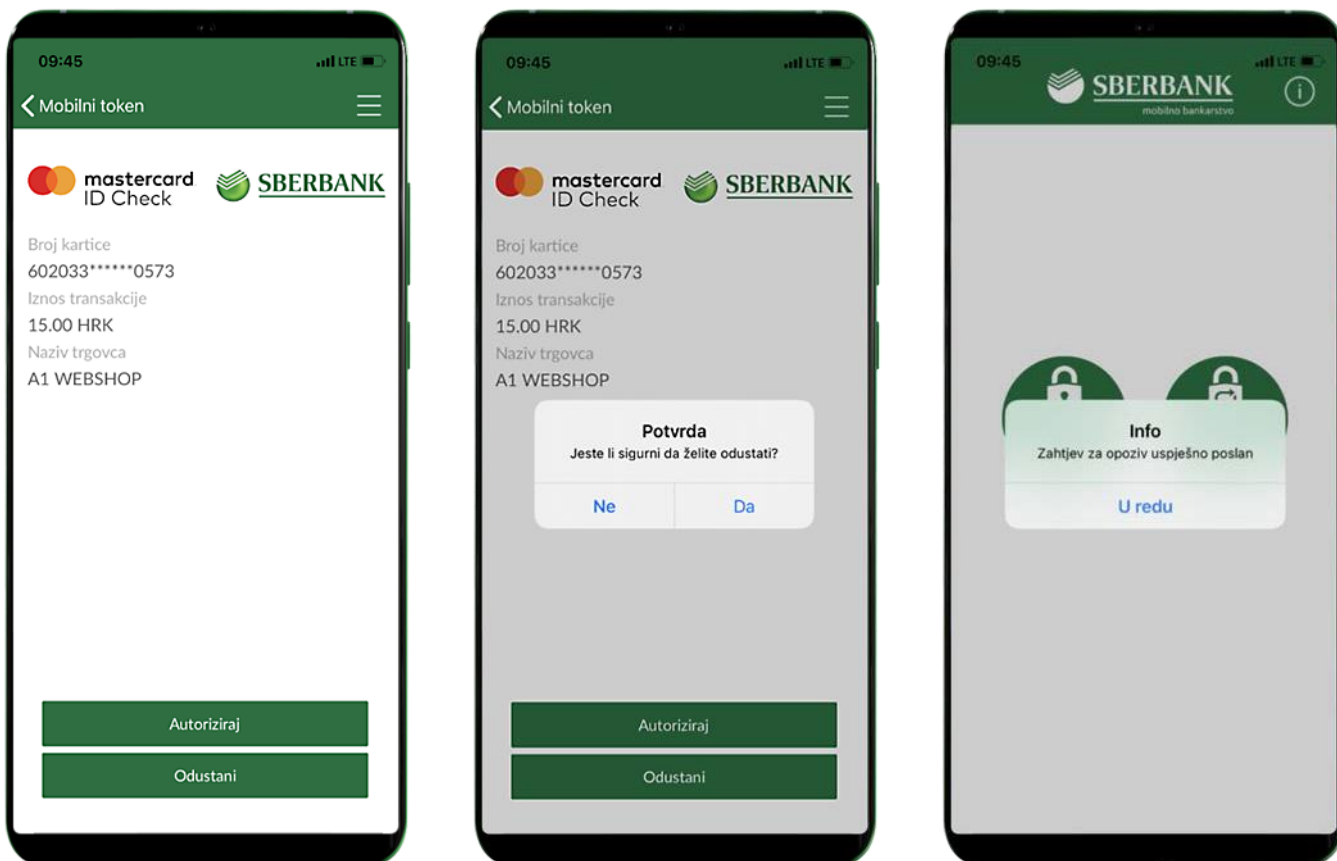 09:45
LTE
Mobilni token
mastercard
ID Check
SBERBANK
Broj kartice
602033******0573
Iznos transakcije
15.00 HRK
Naziv trgovca
A1 WEBSHOP
Autoriziraj
Odustani
09:45
LTE
Mobilni token
mastercard
ID Check
SBERBANK
Broj kartice
602033******0573
Iznos transakcije
15.00 HRK
Naziv trgovca
A1 WEBSHOP
Potvrda
Jeste li sigurni da želite odustati?
Ne Da
Autoriziraj
Odustani
09:45
LTE
SBERBANK
mobilno bankarstvo
i
Info
Zahtjev za opoziv uspješno poslan
U redu